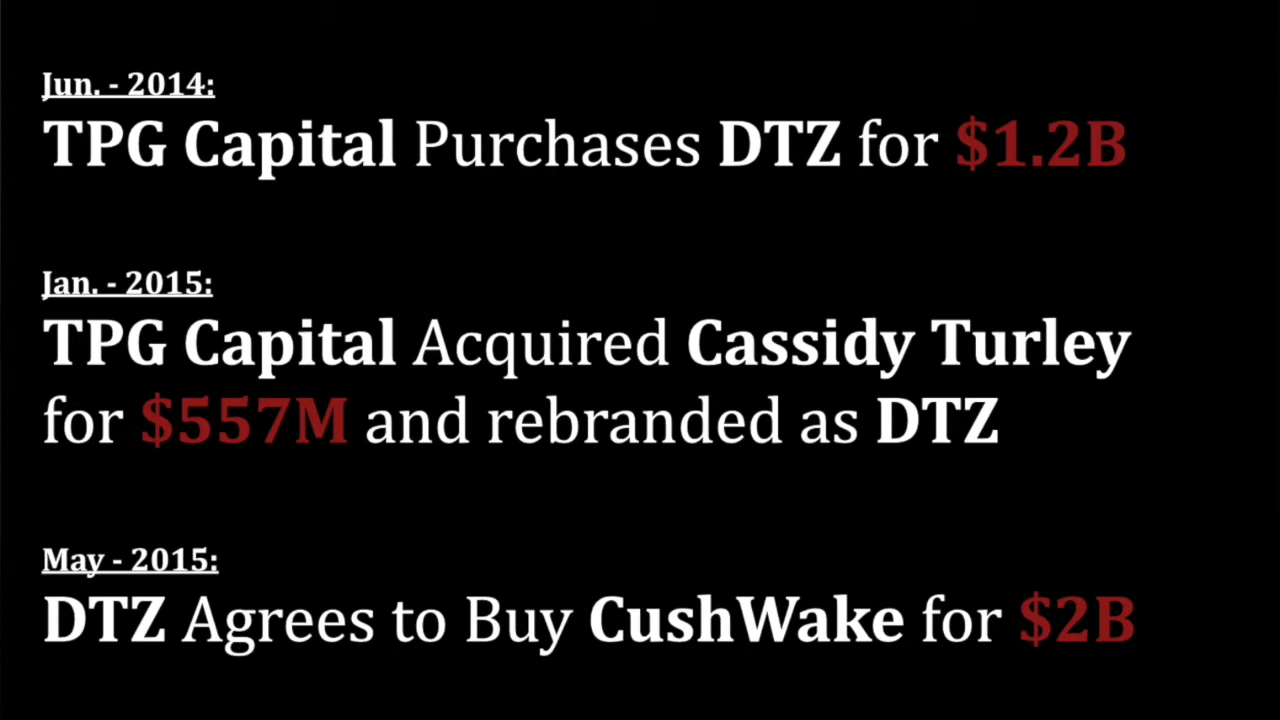 Jun. - 2014:
TPG Capital Purchases DTZ for $1.2B
Jan. - 2015:
TPG Capital Acquired Cassidy Turley
for $557M and rebranded as DTZ
May - 2015:
DTZ Agrees to Buy CushWake for $2B